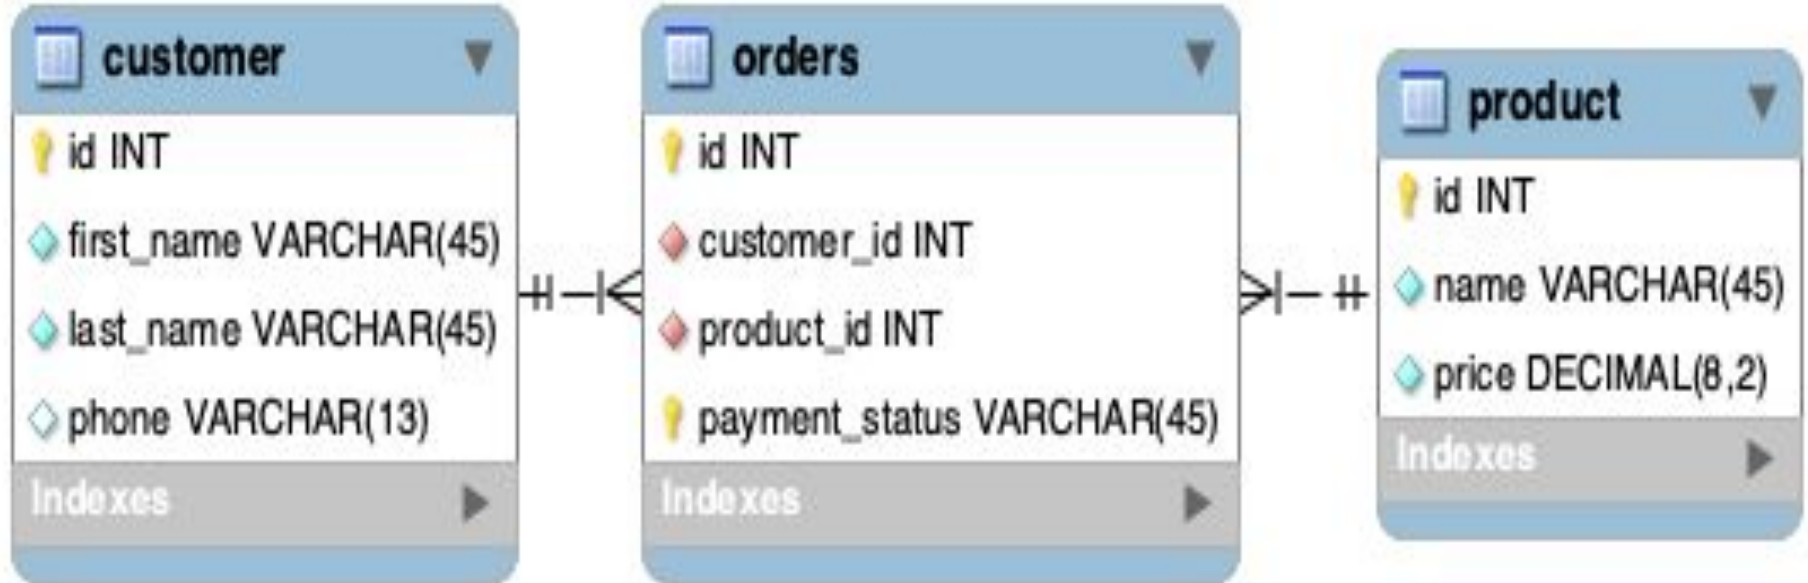 customer
id INT
first_name VARCHAR(45)
last_name VARCHAR(45)
phone VARCHAR(13)
Indexes
orders
id INT
customer_id INT
product_id INT
payment_status VARCHAR(45)
Indexes
product
id INT
name VARCHAR(45)
price DECIMAL(8,2)
Indexes